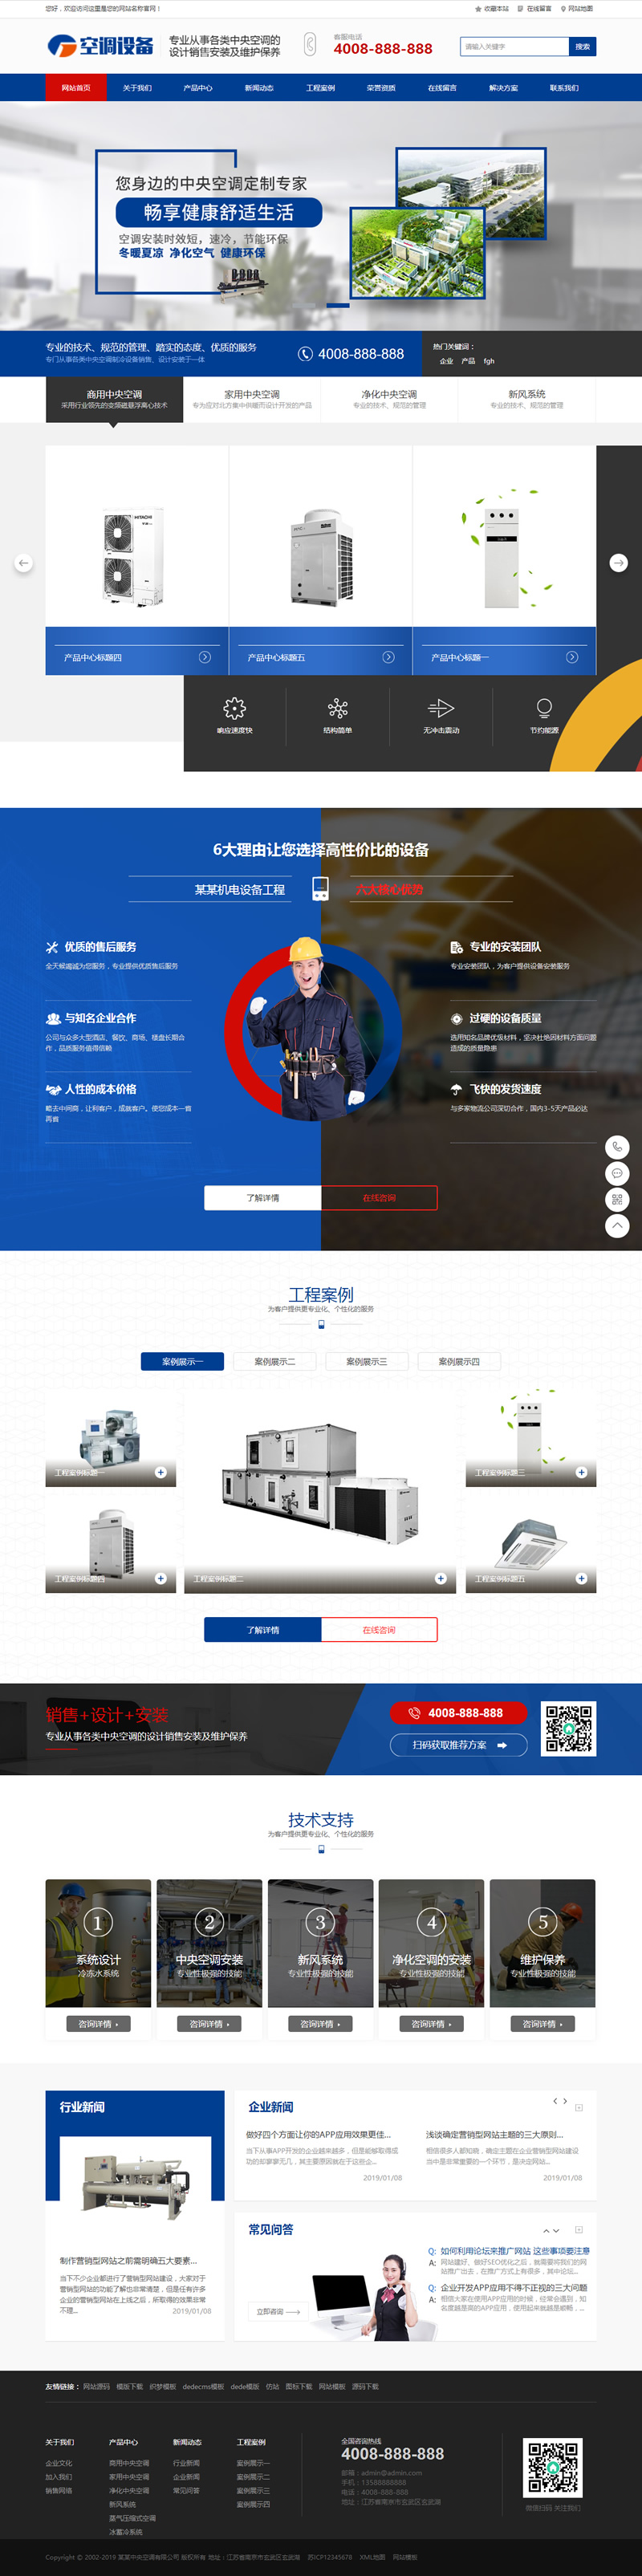 您好，欢迎访问这里是您的网站名称官网！
收藏本站 在线留言 网站地图
空调设备
专业从事各类中央空调的
设计销售安装及维护保养
客服电话
4008-888-888
请输入关键字 搜索
网站首页 关于我们 产品中心 新闻动态 工程案例 荣誉资质 在线留言 解决方案 联系我们
您身边的中央空调定制专家
畅享健康舒适生活
空调安装时效短，速冷，节能环保
冬暖夏凉 净化空气 健康环保
专业的技术、规范的管理、踏实的态度、优质的服务
专门从事各类中央空调制冷设备销售、设计安装于一体
4008-888-888
热门关键词：
企业 产品 fgh
商用中央空调 家用中央空调 净化中央空调 新风系统
采用行业领先的变频磁悬浮离心技术 专为应对北方集中供暖而设计开发的产品 专业的技术、规范的管理 专业的技术、规范的管理
HITACHI
产品中心标题四 产品中心标题五 产品中心标题一
响应速度快 结构简单 无冲击震动 节约能源
6大理由让您选择高性价比的设备
某某机电设备工程 六大核心优势
优质的售后服务
全天候竭诚为您服务，专业提供优质售后服务
专业的安装团队
专业安装团队，为客户提供设备安装服务
与知名企业合作
公司与众多大型酒店、餐饮、商场、楼盘长期合
作，品质服务值得信赖
过硬的设备质量
选用知名品牌优级材料，坚决杜绝因材料方面问题
造成的质量隐患
人性的成本价格
略去中间商，让利客户，成就客户。使您成本一省
再省
飞快的发货速度
与多家物流公司深切合作，国内3-5天产品必达
了解详情 在线咨询
工程案例
为客户提供更专业化、个性化的服务
案例展示一 案例展示二 案例展示三 案例展示四
工程案例标题一
工程案例标题三
工程案例标题四
工程案例标题二
工程案例标题五
了解详情 在线咨询
销售+设计+安装
专业从事各类中央空调的设计销售安装及维护保养
4008-888-888
扫码获取推荐方案
技术支持
为客户提供更专业化、个性化的服务
1 2 3 4 5
系统设计 中央空调安装 新风系统 净化空调的安装 维护保养
冷冻水系统 专业性极强的技能 专业性极强的技能 专业性极强的技能 专业性极强的技能
咨询详情 咨询详情 咨询详情 咨询详情 咨询详情
行业新闻
制作营销型网站之前需明确五大要素...
当下不少企业都进行了营销型网站建设，大家对于
营销型网站的功能了解也非常清楚，但是任有许多
企业的营销型网站在上线之后，所取得的效果非常
不理...
2019/01/08
企业新闻
做好四个方面让你的APP应用效果更佳...
当下从事APP开发的企业越来越多，但是能够取得成
功的却寥寥无几，其主要原因就在于这些企...
2019/01/08
浅谈确定营销型网站主题的三大原则...
相信很多人都知晓，确定主题在企业营销型网站建设
当中是非常重要的一个环节，是决定网站...
2019/01/08
常见问答
立即咨询
Q: 如何利用论坛来推广网站 这些事项要注意
A: 网站建好、做好SEO优化之后，就需要将我们的网
站推广出去，在推广方式上有很多，其中论坛...
Q: 企业开发APP应用不得不正视的三大问题
A: 相信大家在使用APP应用的时候，经常会遇到，知
名度越是高的APP应用，使用起来就越是顺畅，...
友情链接： 网站源码 模版下载 织梦模板 dedecms模板 dede模版 仿站 图标下载 网站模板 源码下载
关于我们 产品中心 新闻动态 工程案例
企业文化 商用中央空调 行业新闻 案例展示一
加入我们 家用中央空调 企业新闻 案例展示二
销售网络 净化中央空调 常见问答 案例展示三
新风系统 案例展示四
蒸气压缩式空调
冰蓄冷系统
全国咨询热线
4008-888-888
邮箱：admin@admin.com
手机：13588888888
电话：4008-888-888
地址：江苏省南京市玄武区玄武湖
微信扫码 关注我们
Copyright © 2002-2019 某某中央空调有限公司 版权所有 地址：江苏省南京市玄武区玄武湖 苏ICP12345678 XML地图 网站模板